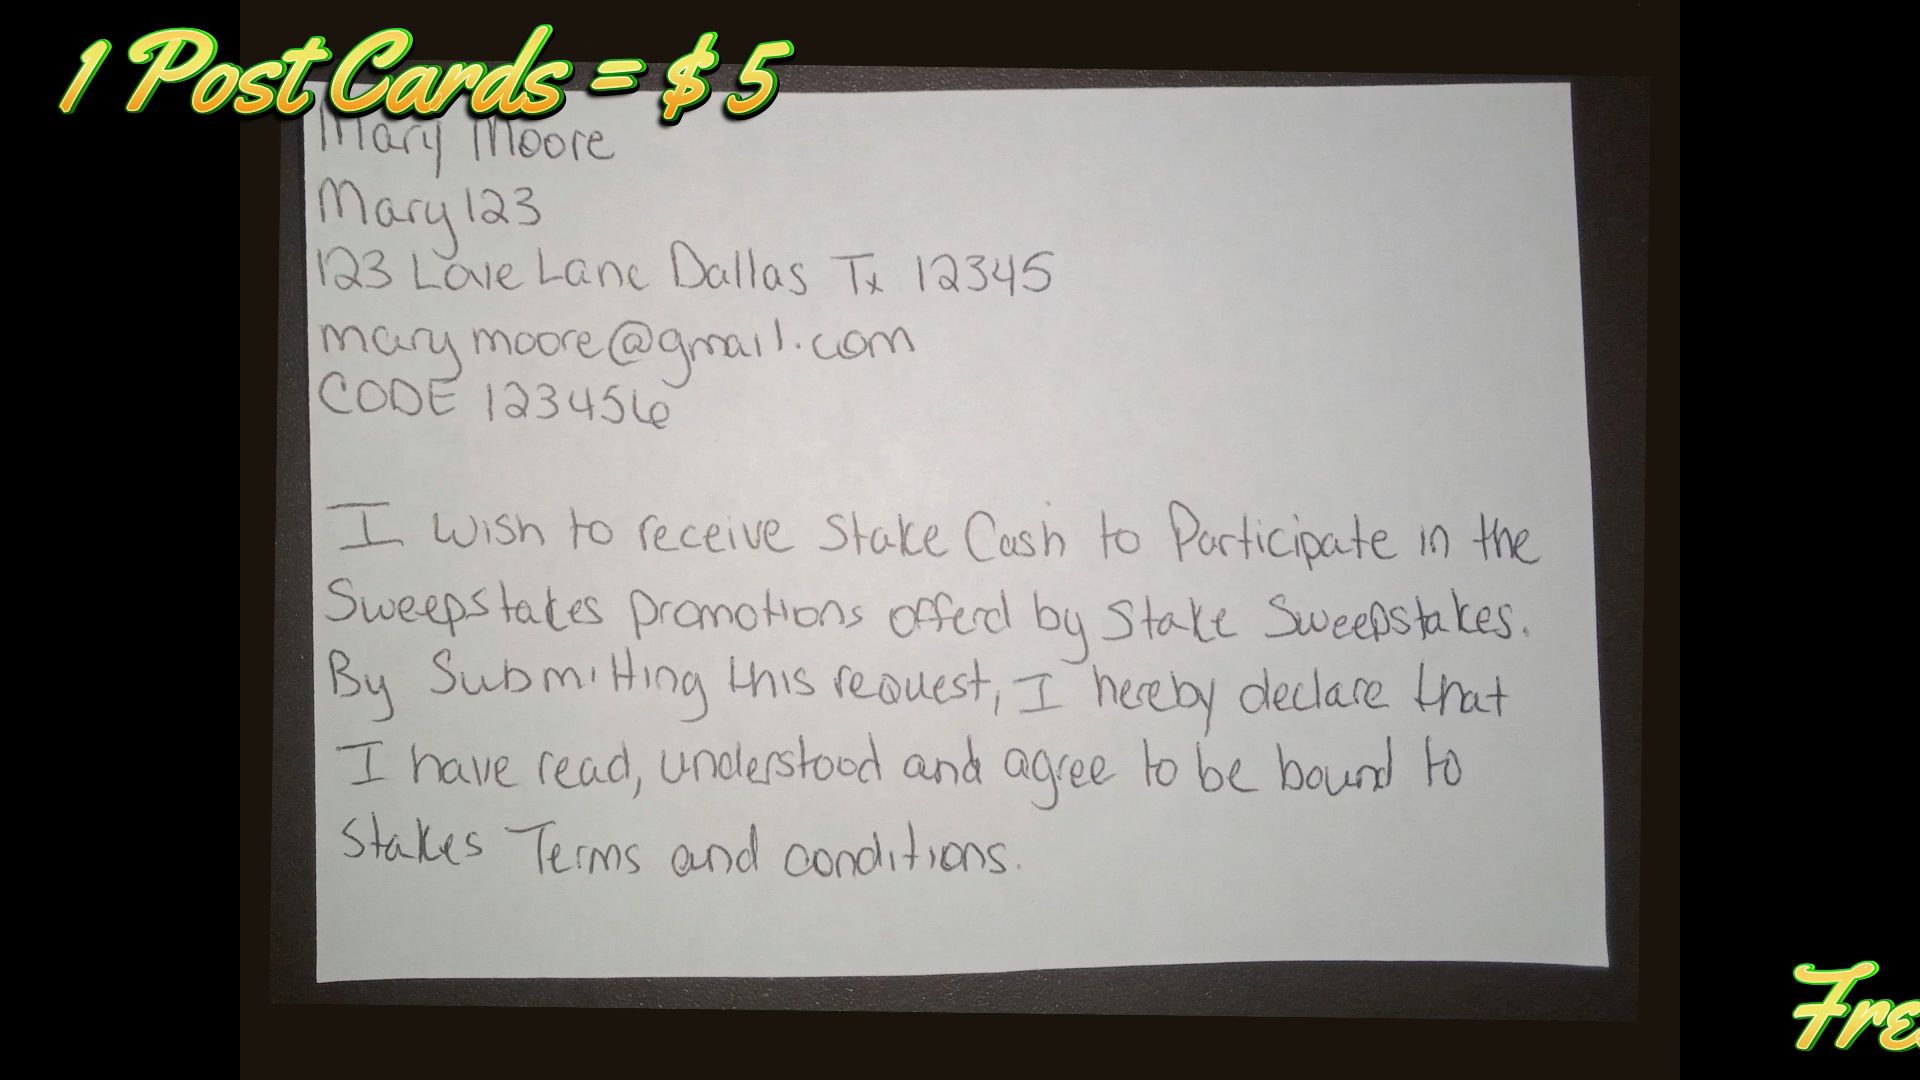 1 Post Cards = $5
Mary Moore
Mary123
123 Love Lane Dallas Tx 12345
marymoore@gmail.com
CODE 123456
I wish to receive Stake Cash to Participate in the
Sweepstakes promotions offerd by Stake Sweepstakes.
By Submitting this request, I hereby declare that
I have read, understood and agree to be bound to
Stakes Terms and conditions.